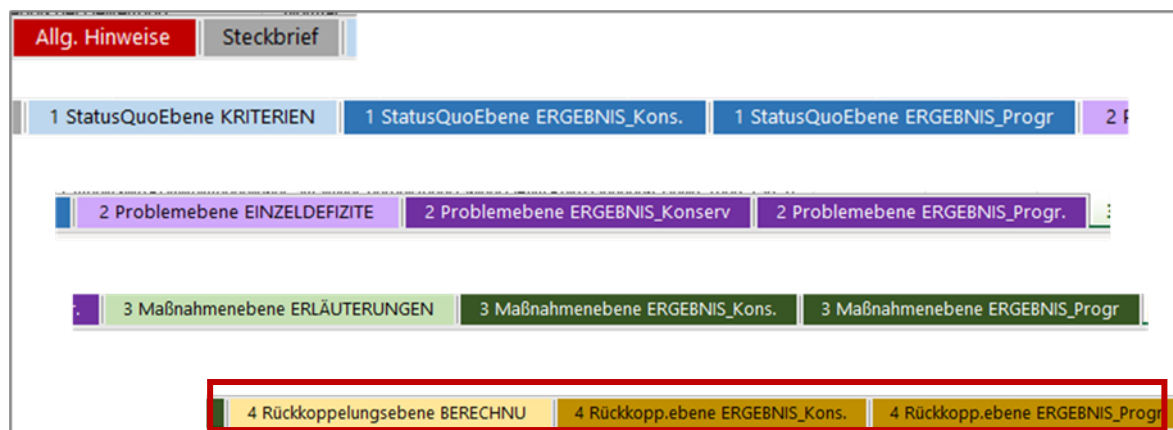 Allg. Hinweise Steckbrief
1 StatusQuoEbene KRITERIEN 1 StatusQuoEbene ERGEBNIS_Kons. 1 StatusQuoEbene ERGEBNIS_Progr 2
2 Problemebene EINZELDEFIZITE 2 Problemebene ERGEBNIS_Konserv 2 Problemebene ERGEBNIS_Progr.
3 Maßnahmenebene ERLÄUTERUNGEN 3 Maßnahmenebene ERGEBNIS_Kons. 3 Maßnahmenebene ERGEBNIS_Progr
4 Rückkoppelungsebene BERECHNU 4 Rückkopp.ebene ERGEBNIS_Kons. 4 Rückkopp.ebene ERGEBNIS_Progr